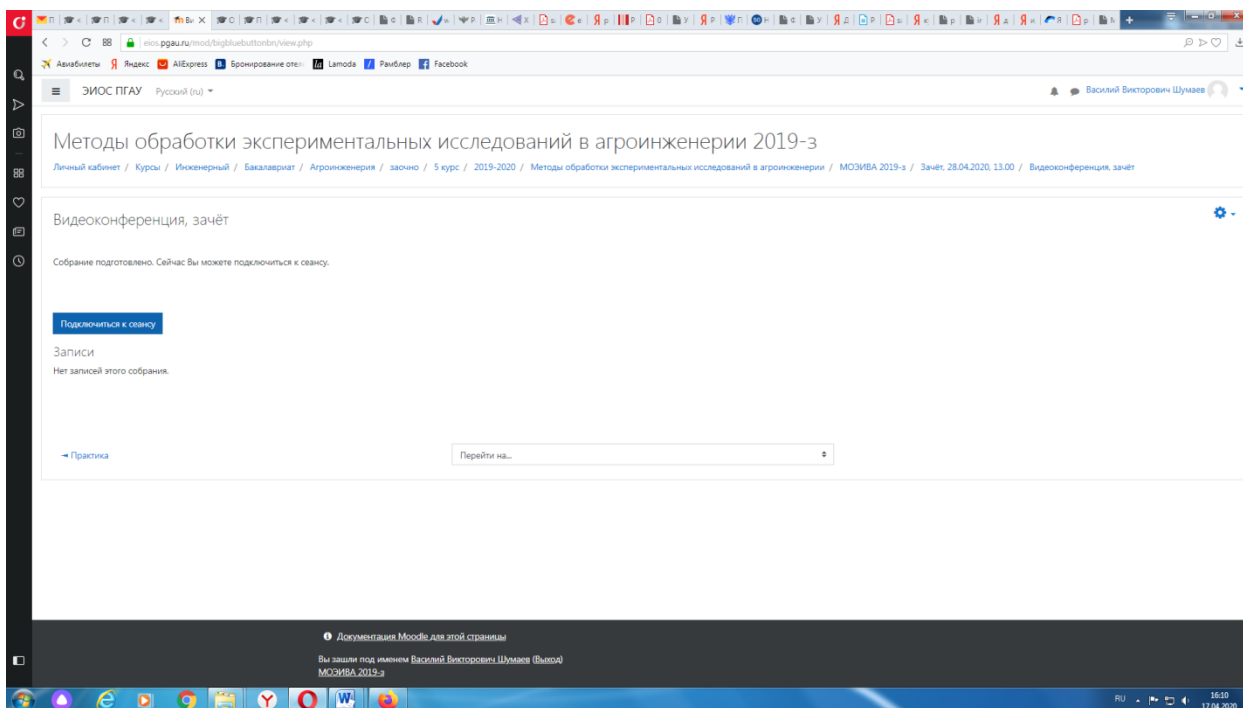 eios.pgau.ru/mod/bigbluebuttonbn/view.php
Авиабилеты Яндекс AliExpress Бронирование отел Lamoda Рамблер Facebook
ЭИОС ПГАУ Русский (ru)
Василий Викторович Шумаев
Методы обработки экспериментальных исследований в агроинженерии 2019-з
Личный кабинет / Курсы / Инженерный / Бакалавриат / Агроинженерия / заочно / 5 курс / 2019-2020 / Методы обработки экспериментальных исследований в агроинженерии / МОЭИВА 2019-з / Зачёт, 28.04.2020, 13.00 / Видеоконференция, зачёт
Видеоконференция, зачёт
Собрание подготовлено. Сейчас Вы можете подключиться к сеансу.
Подключиться к сеансу
Записи
Нет записей этого собрания.
◄ Практика
Перейти на...
Документация Moodle для этой страницы
Вы зашли под именем Василий Викторович Шумаев (Выход)
МОЭИВА 2019-з
RU
16:10
17.04.2020